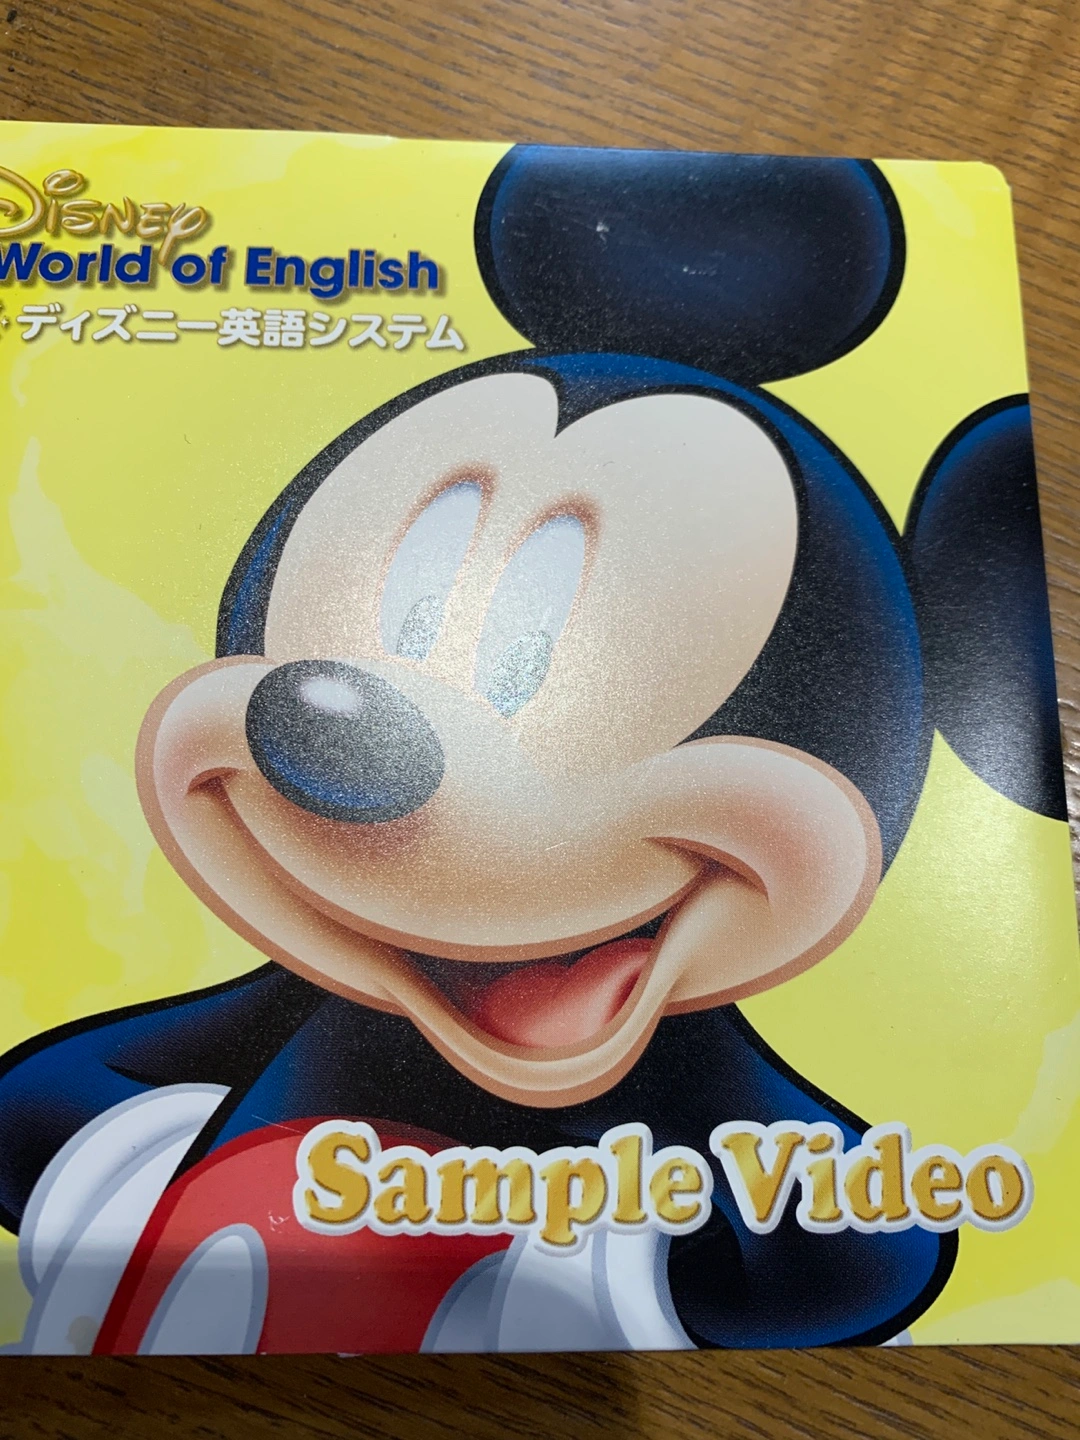 Disney
World of English
・ディズニー英語システム
Sample Video